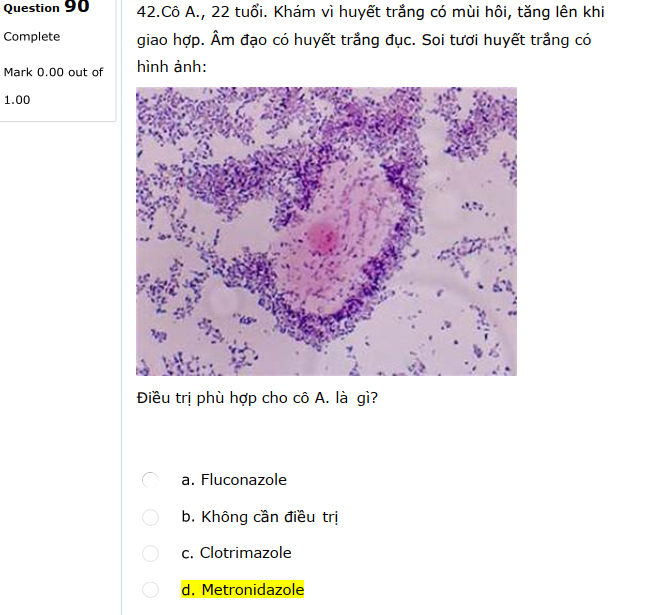 Question 90
Complete
Mark 0.00 out of
1.00
42.Cô A., 22 tuổi. Khám vì huyết trắng có mùi hôi, tăng lên khi
giao hợp. Âm đạo có huyết trắng đục. Soi tươi huyết trắng có
hình ảnh:
Điều trị phù hợp cho cô A. là gì?
a. Fluconazole
b. Không cần điều trị
c. Clotrimazole
d. Metronidazole